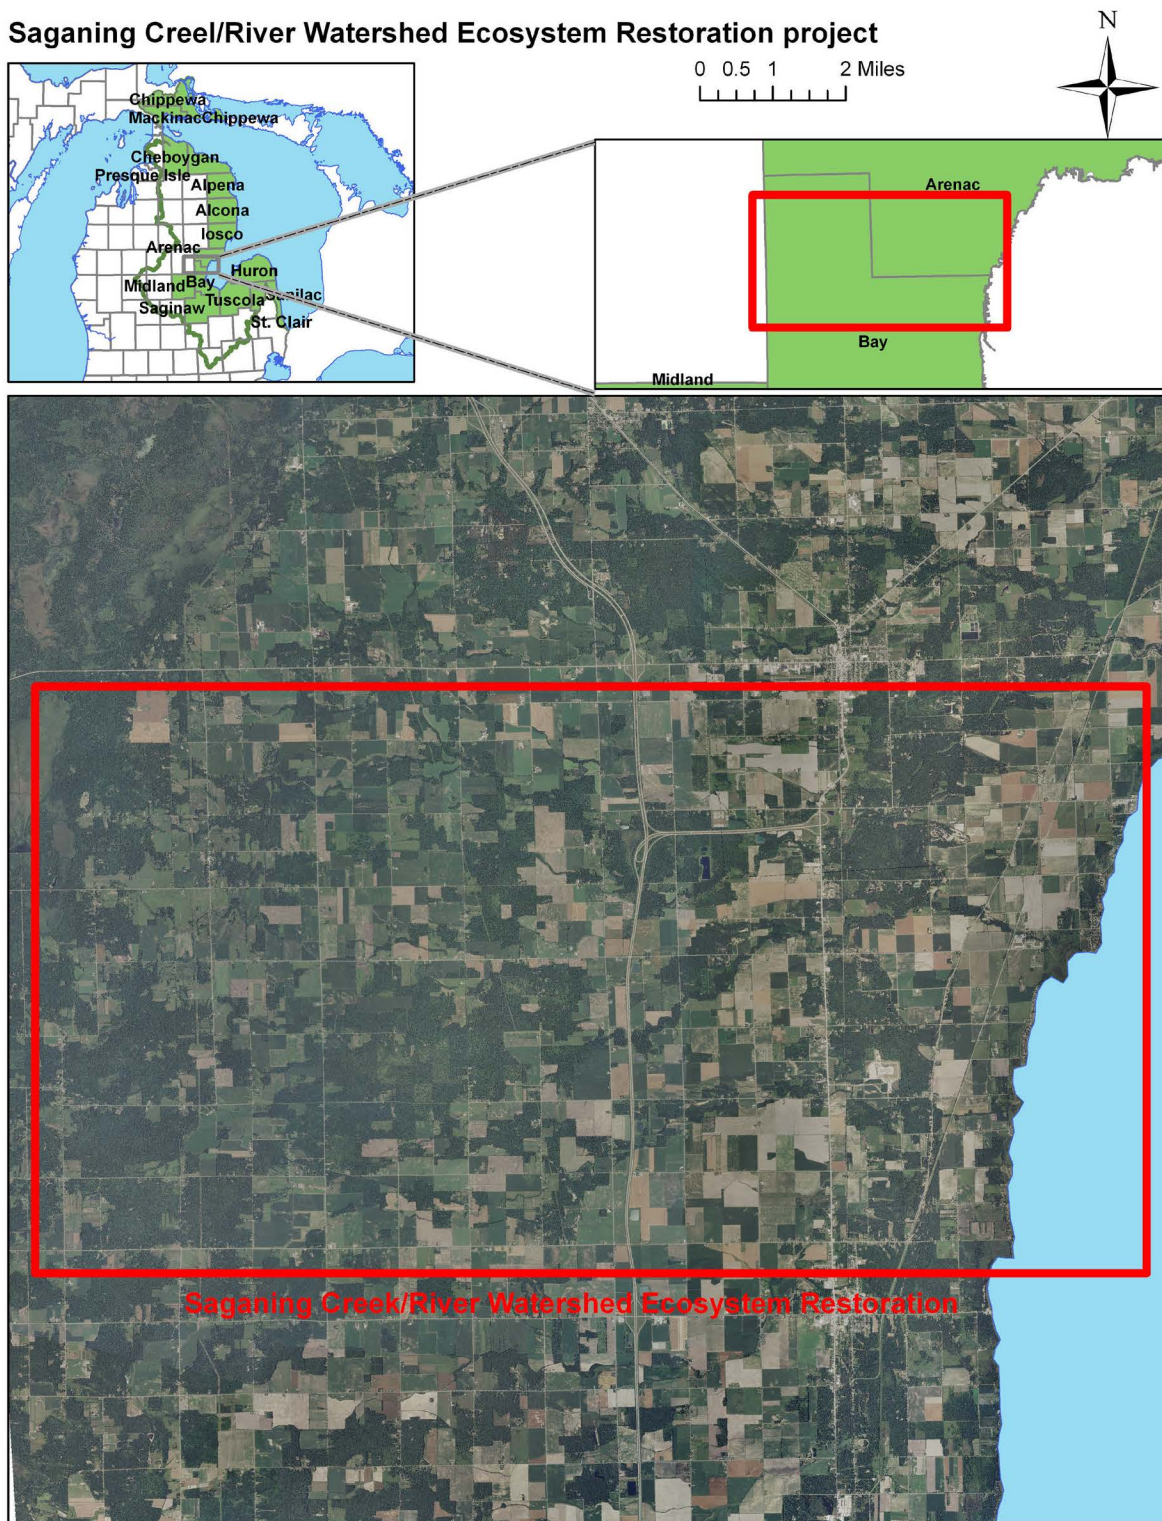 Saganing Creel/River Watershed Ecosystem Restoration project
N
0 0.5 1 2 Miles
Chippewa
MackinacChippewa
Cheboygan
Presque Isle
Alpena
Alcona
Iosco
Arenac
Huron
Midland
Bay
Tuscola
Sanilac
Saginaw
St. Clair
Arenac
Bay
Midland
Saganing Creek/River Watershed Ecosystem Restoration